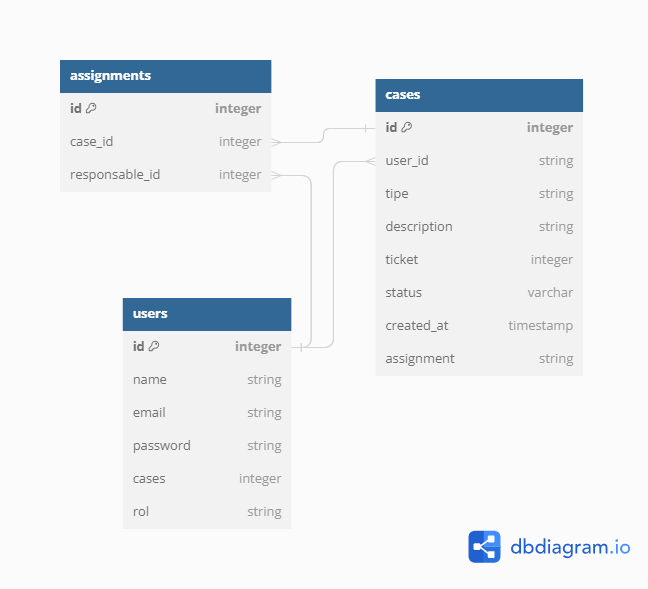 assignments
id integer
case_id integer
responsable_id integer
cases
id integer
user_id string
tipe string
description string
ticket integer
status varchar
created_at timestamp
assignment string
users
id integer
name string
email string
password string
cases integer
rol string
dbdiagram.io